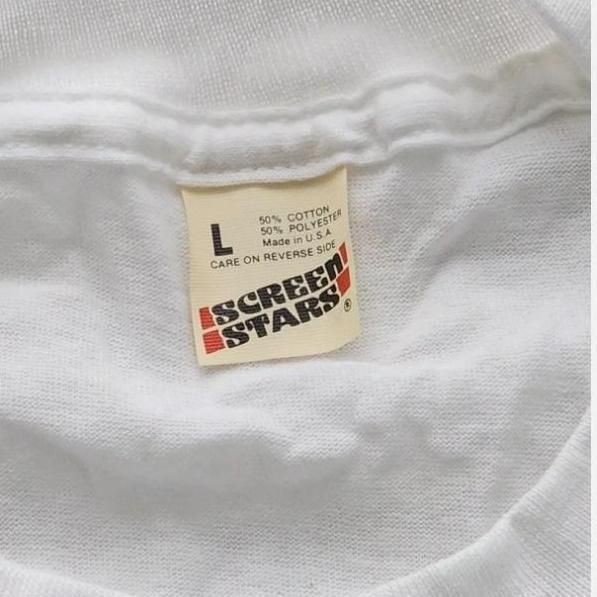 L
50% COTTON
50% POLYESTER
Made in U.S.A
CARE ON REVERSE SIDE
SCREEN
STARS ®